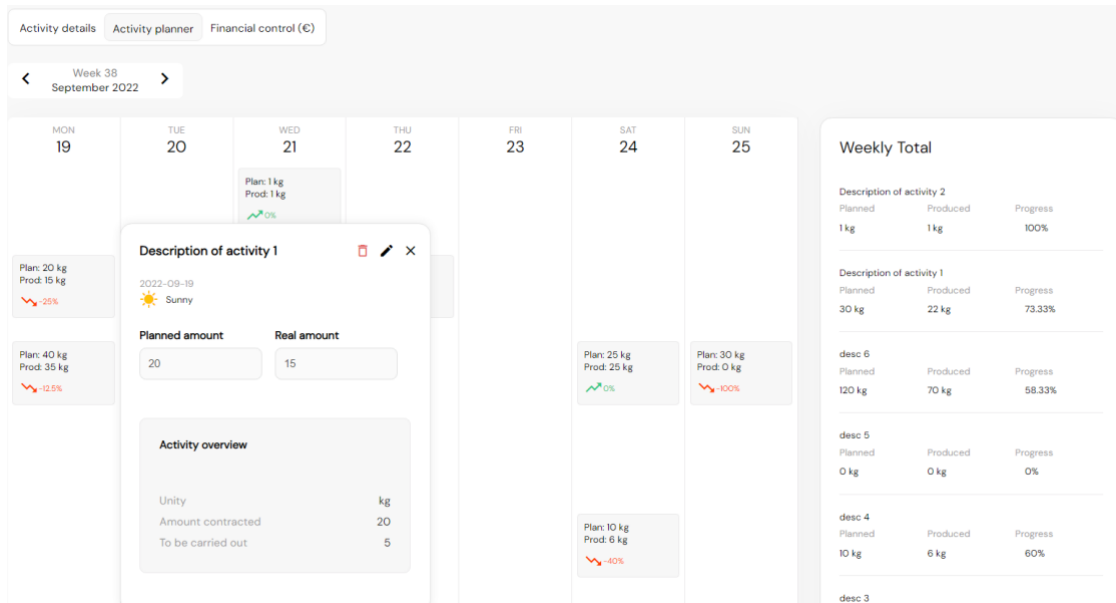 Activity details Activity planner Financial control (€)
Week 38
September 2022
MON TUE WED THU FRI SAT SUN
19 20 21 22 23 24 25
Plan: 1 kg
Prod: 1 kg
0%
Plan: 20 kg
Prod: 15 kg
-25%
Plan: 40 kg
Prod: 35 kg
-12.5%
Description of activity 1
2022-09-19
Sunny
Planned amount Real amount
20 15
Activity overview
Unity kg
Amount contracted 20
To be carried out 5
Plan: 25 kg
Prod: 25 kg
0%
Plan: 10 kg
Prod: 6 kg
-40%
Plan: 30 kg
Prod: 0 kg
-100%
Weekly Total
Description of activity 2
Planned Produced Progress
1 kg 1 kg 100%
Description of activity 1
Planned Produced Progress
30 kg 22 kg 73.33%
desc 6
Planned Produced Progress
120 kg 70 kg 58.33%
desc 5
Planned Produced Progress
0 kg 0 kg 0%
desc 4
Planned Produced Progress
10 kg 6 kg 60%
desc 3